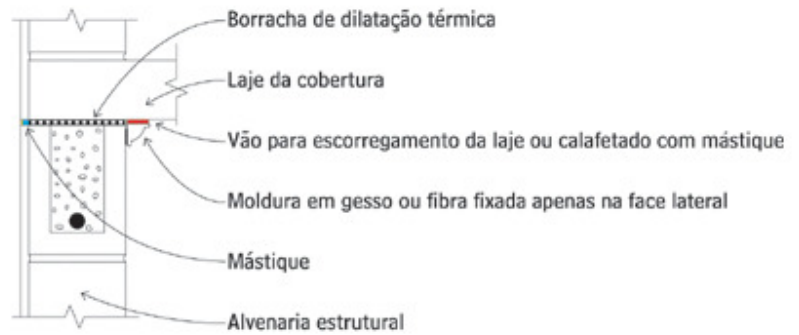 Borracha de dilatação térmica
Laje da cobertura
Vão para escorregamento da laje ou calafetado com mástique
Moldura em gesso ou fibra fixada apenas na face lateral
Mástique
Alvenaria estrutural